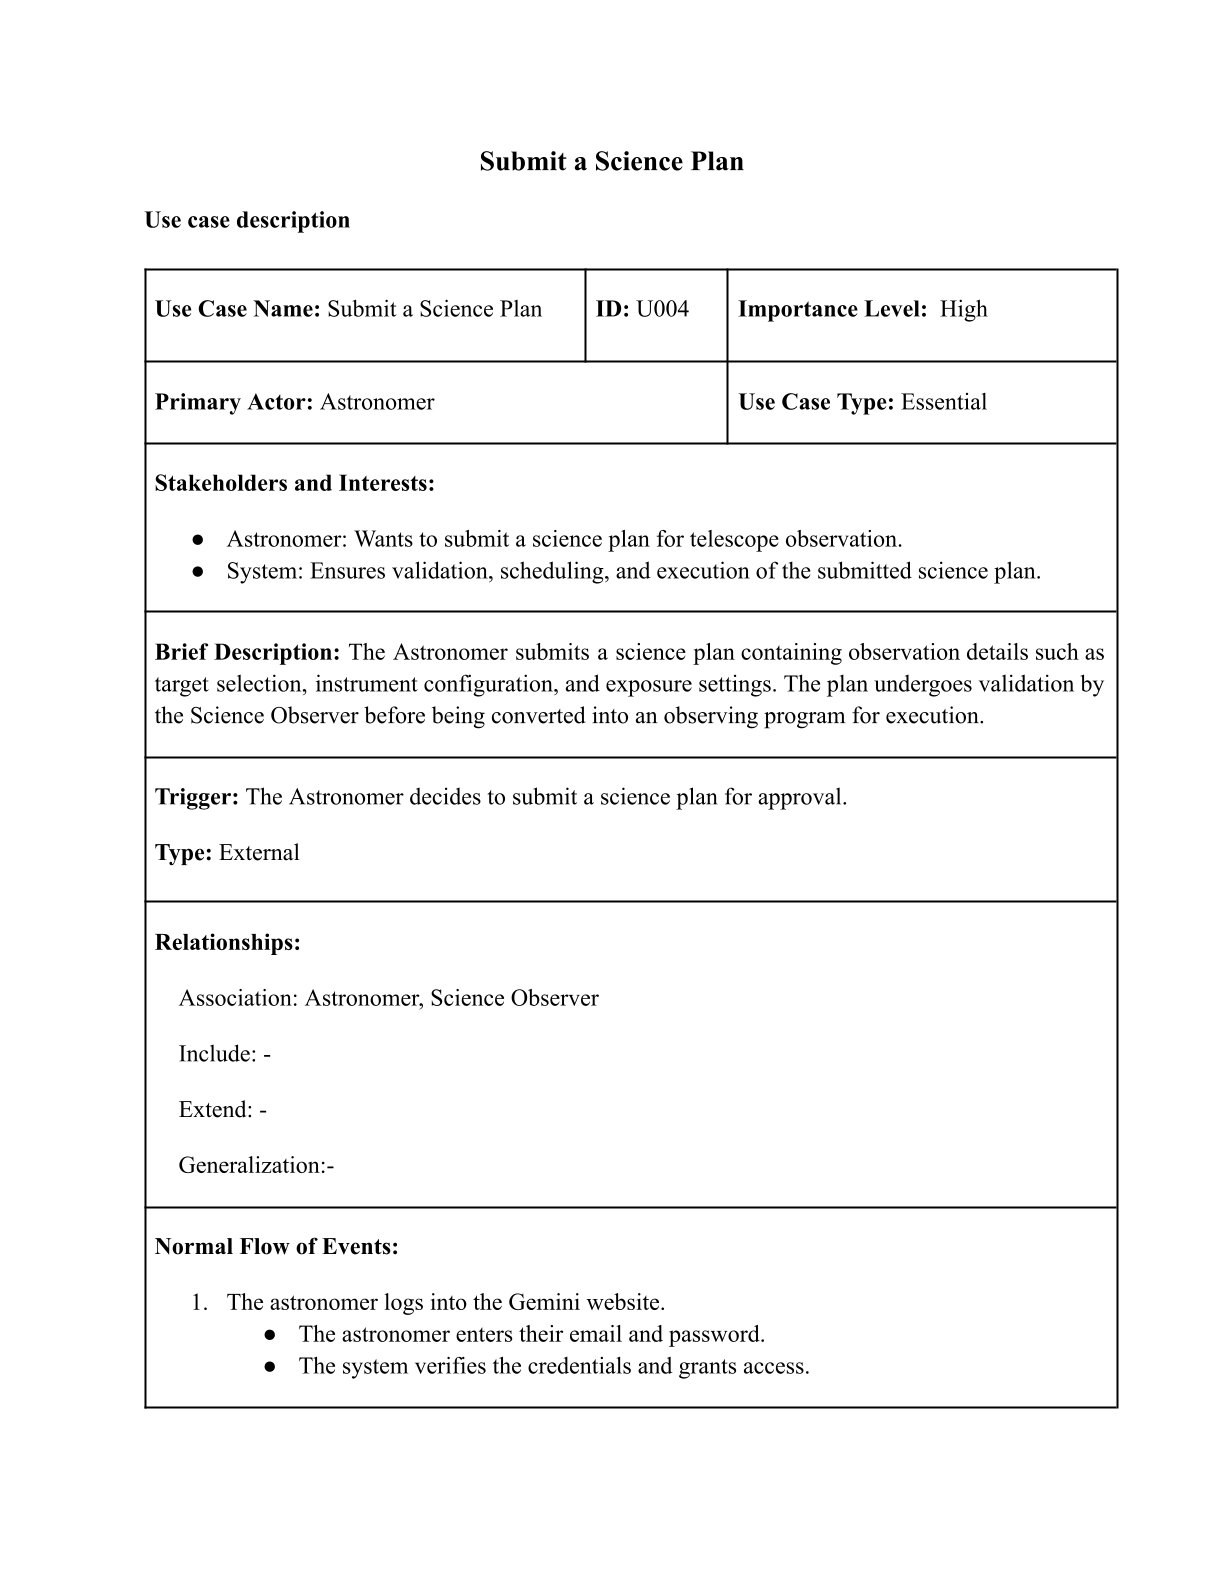 Submit a Science Plan
Use case description
Use Case Name: Submit a Science Plan
ID: U004
Importance Level: High
Primary Actor: Astronomer
Use Case Type: Essential
Stakeholders and Interests:
● Astronomer: Wants to submit a science plan for telescope observation.
● System: Ensures validation, scheduling, and execution of the submitted science plan.
Brief Description: The Astronomer submits a science plan containing observation details such as
target selection, instrument configuration, and exposure settings. The plan undergoes validation by
the Science Observer before being converted into an observing program for execution.
Trigger: The Astronomer decides to submit a science plan for approval.
Type: External
Relationships:
Association: Astronomer, Science Observer
Include: -
Extend: -
Generalization:-
Normal Flow of Events:
1. The astronomer logs into the Gemini website.
● The astronomer enters their email and password.
● The system verifies the credentials and grants access.